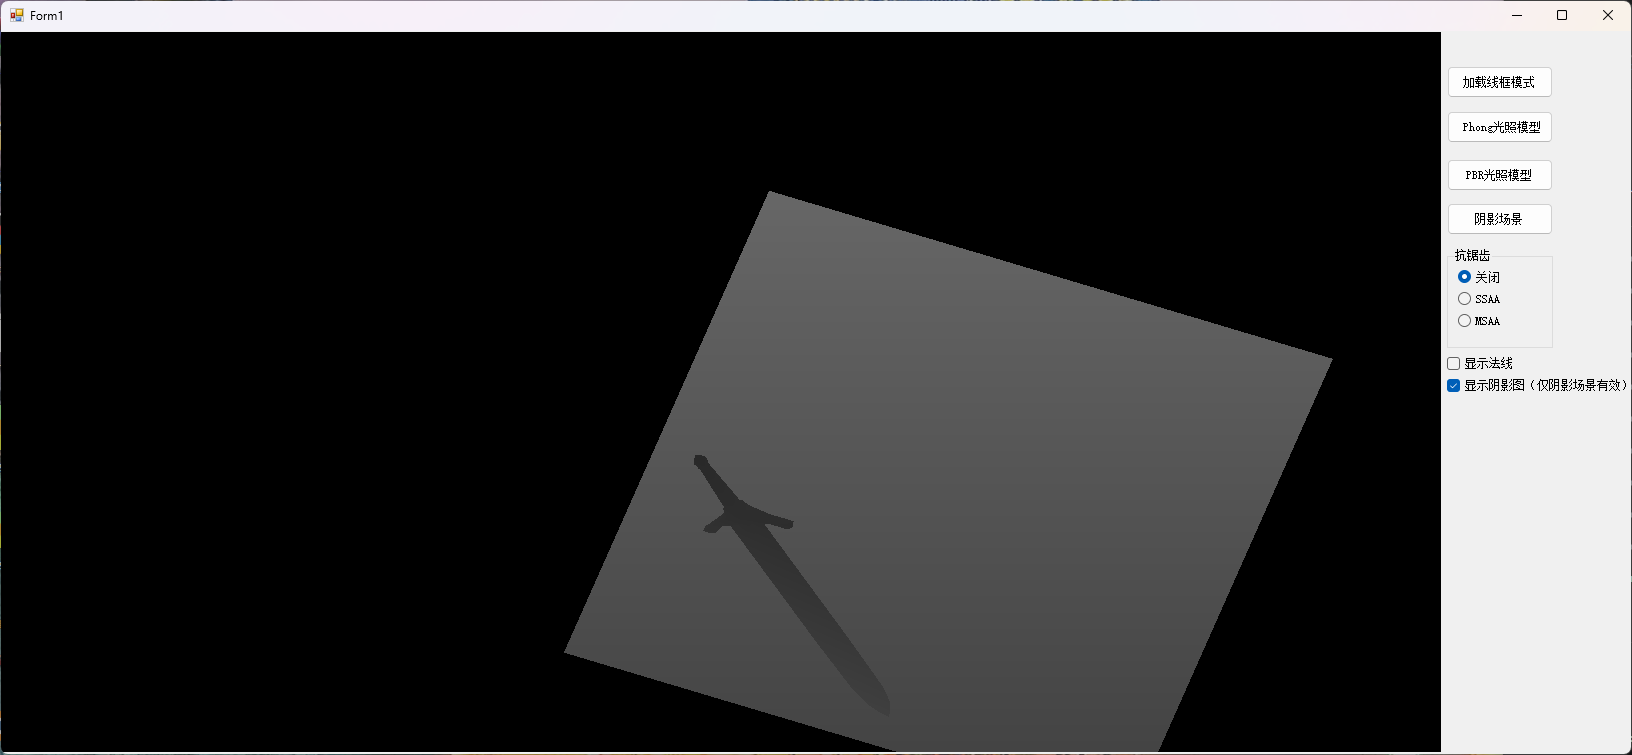 Form1
加载线框模式
Phong光照模型
PBR光照模型
阴影场景
抗锯齿
关闭
SSAA
MSAA
显示法线
显示阴影图（仅阴影场景有效）